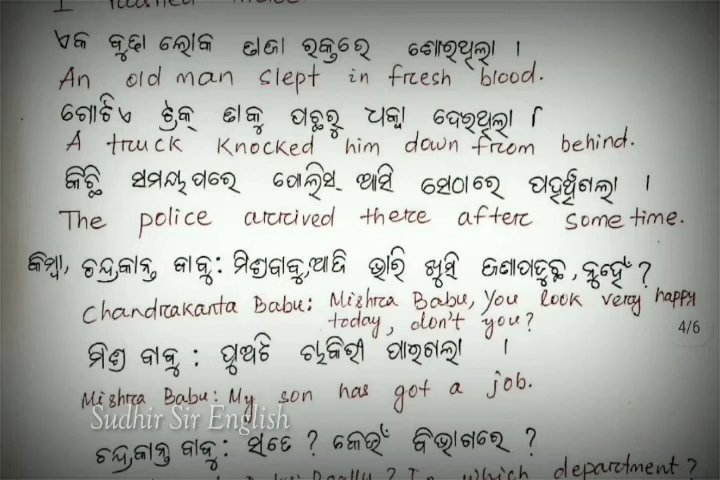 ଏକ ବୁଢା ଲୋକ ତାଜା ରକ୍ତରେ ଶୋଇଥିଲା ।
An old man slept in fresh blood.
ଗୋଟିଏ ଟ୍ରକ୍ ତାକୁ ପଛରୁ ଧକ୍କା ଦେଇଥିଲା ।
A truck knocked him down from behind.
କିଛି ସମୟପରେ ପୋଲିସ୍ ଆସି ସେଠାରେ ପହଞ୍ଚିଗଲା ।
The police arrived there after some time.
କିମ୍ବା, ଚନ୍ଦ୍ରକାନ୍ତ ବାବୁ : ମିଶ୍ରବାବୁ, ଆଜି ଭାରି ଖୁସି ଜଣାପଡୁଛ, ନୁହେଁ ?
Chandrakanta Babu: Mishra Babu, You look very happy
today, don't you?
4/6
ମିଶ୍ର ବାବୁ : ପୁଅଟି ଚାକିରୀ ପାଇଗଲା ।
Mishra Babu: My son has got a job.
Sudhir Sir English
ଚନ୍ଦ୍ରକାନ୍ତ ବାବୁ : ସତେ ? କେଉଁ ବିଭାଗରେ ?
Really? In which department?